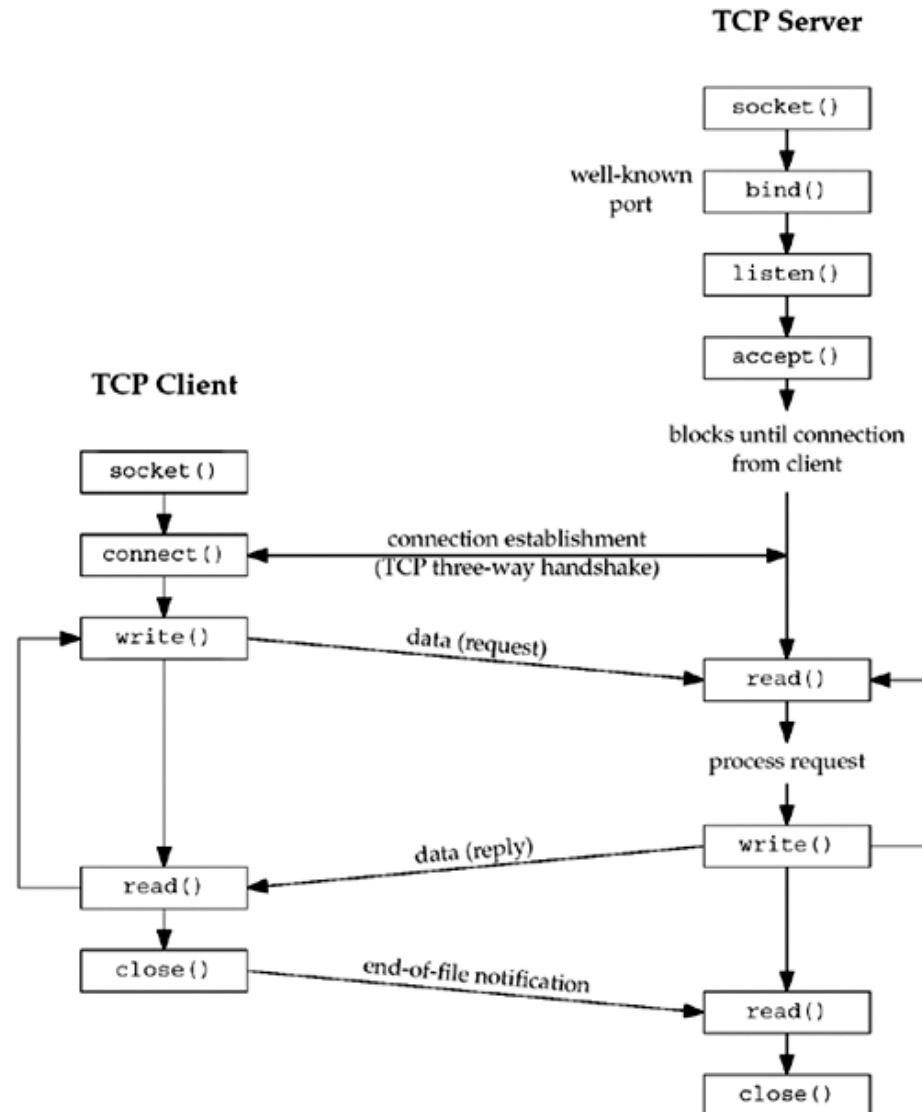 TCP Server
socket()
well-known
port
bind()
listen()
accept()
TCP Client
blocks until connection
from client
socket()
connection establishment
(TCP three-way handshake)
connect()
write()
data (request)
read()
process request
write()
data (reply)
read()
close()
end-of-file notification
read()
close()